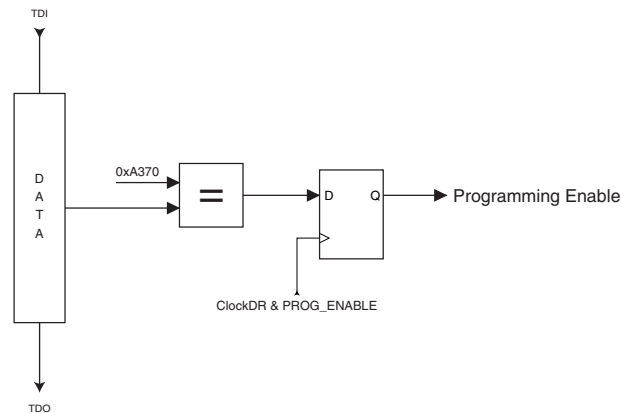 TDI
D
A
T
A
0xA370
=
D Q
Programming Enable
ClockDR & PROG_ENABLE
TDO